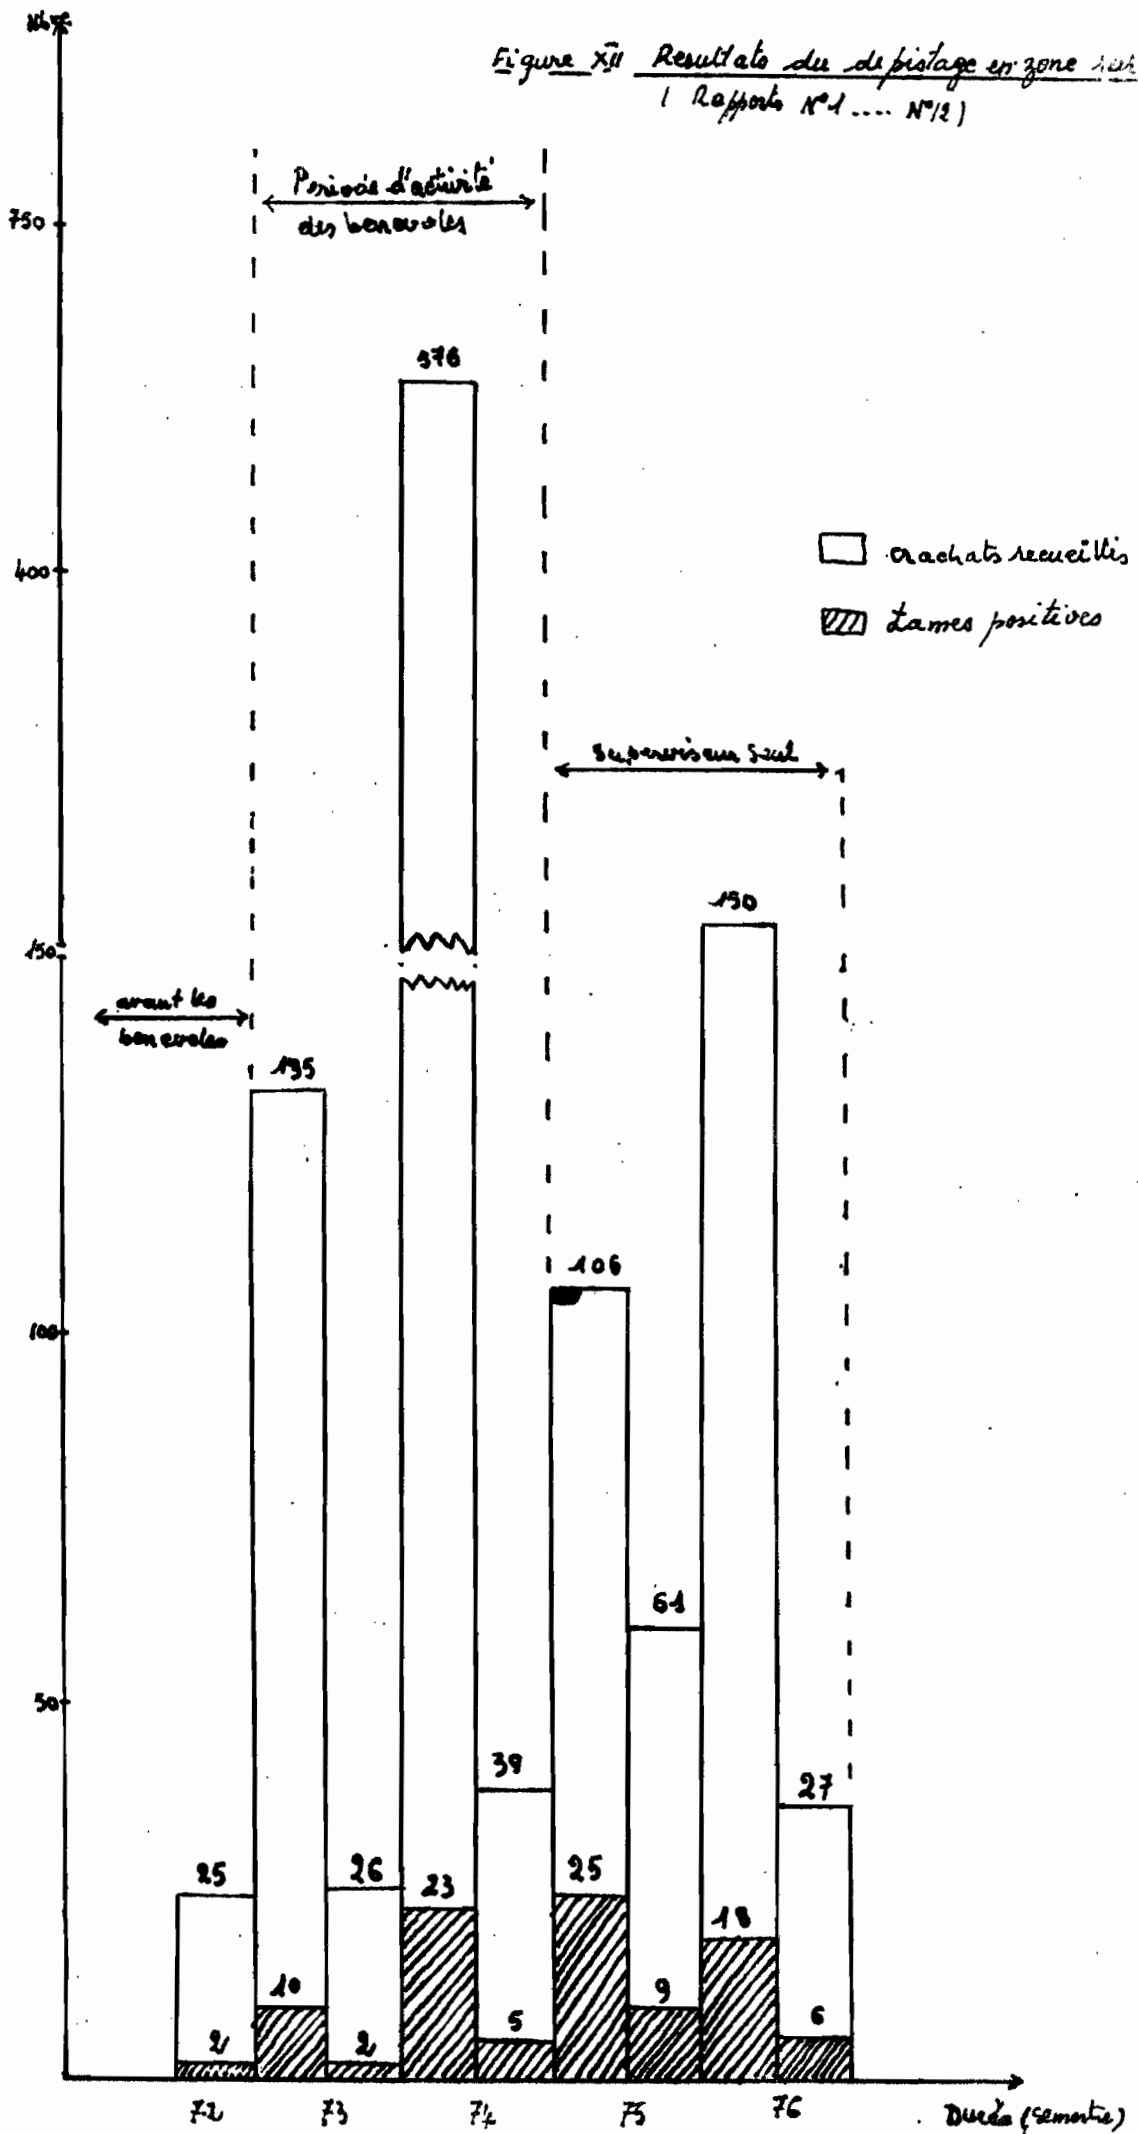 Nbre
Figure XII Resultats du depistage en zone
( Rapports N°1 .... N°12)
Periode d'activité
des benevoles
750
576
400
crachats recueillis
Lames positives
superviseur seul
150
150
avant les
benevoles
135
106
100
61
50
39
27
25
26
23
25
18
10
9
2
2
5
6
72 73 74 75 76 Durée (semestre)